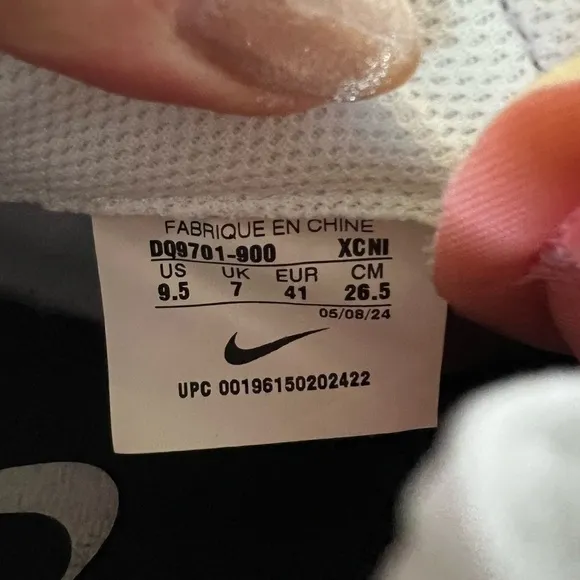 FABRIQUE EN CHINE
DQ9701-900 XCNI
US UK EUR CM
9.5 7 41 26.5
05/08/24
UPC 00196150202422